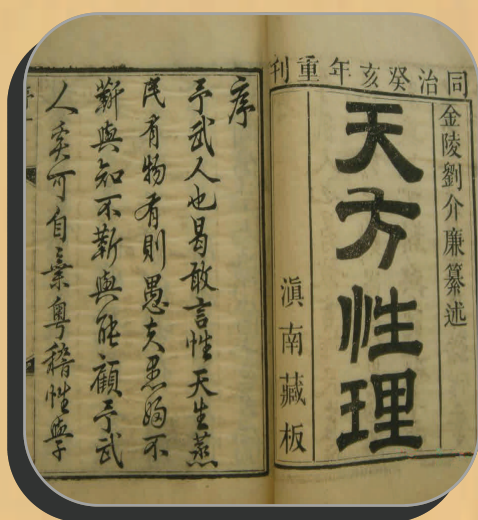 同治癸亥年重刊
金陵劉介廉纂述
天方性理
滇南藏板
序
予武人也曷敢言性天生蒸
民有物有則愚夫愚婦不
蘄與知不蘄與能顧予武
人奚可自棄粵稽性學